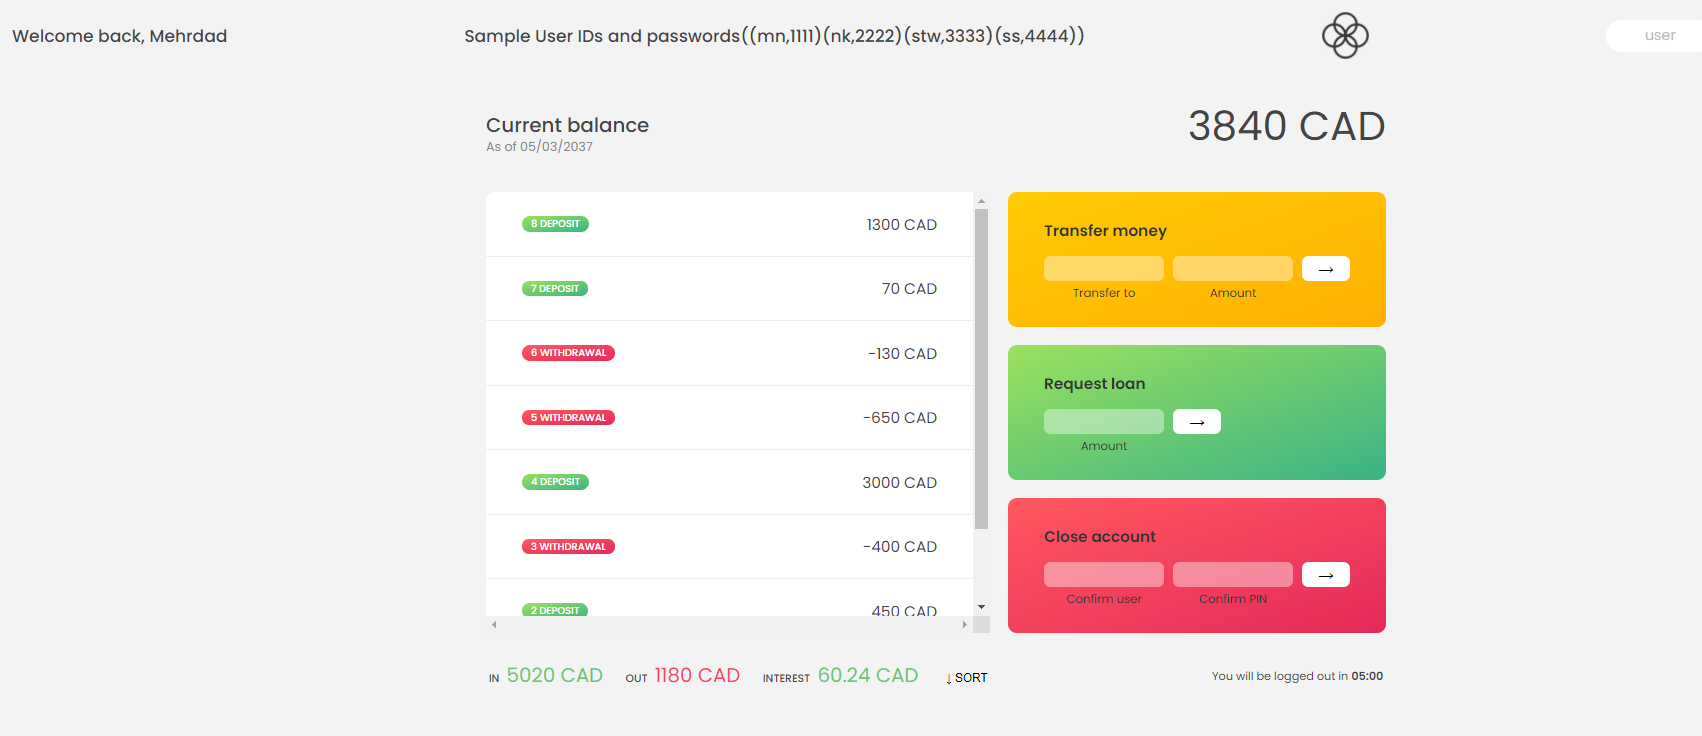 Welcome back, Mehrdad
Sample User IDs and passwords((mn,1111)(nk,2222)(stw,3333)(ss,4444))
user
Current balance
As of 05/03/2037
3840 CAD
8 DEPOSIT 1300 CAD
7 DEPOSIT 70 CAD
6 WITHDRAWAL -130 CAD
5 WITHDRAWAL -650 CAD
4 DEPOSIT 3000 CAD
3 WITHDRAWAL -400 CAD
2 DEPOSIT 450 CAD
Transfer money
→
Transfer to Amount
Request loan
→
Amount
Close account
→
Confirm user Confirm PIN
IN 5020 CAD OUT 1180 CAD INTEREST 60.24 CAD ↓ SORT
You will be logged out in 05:00